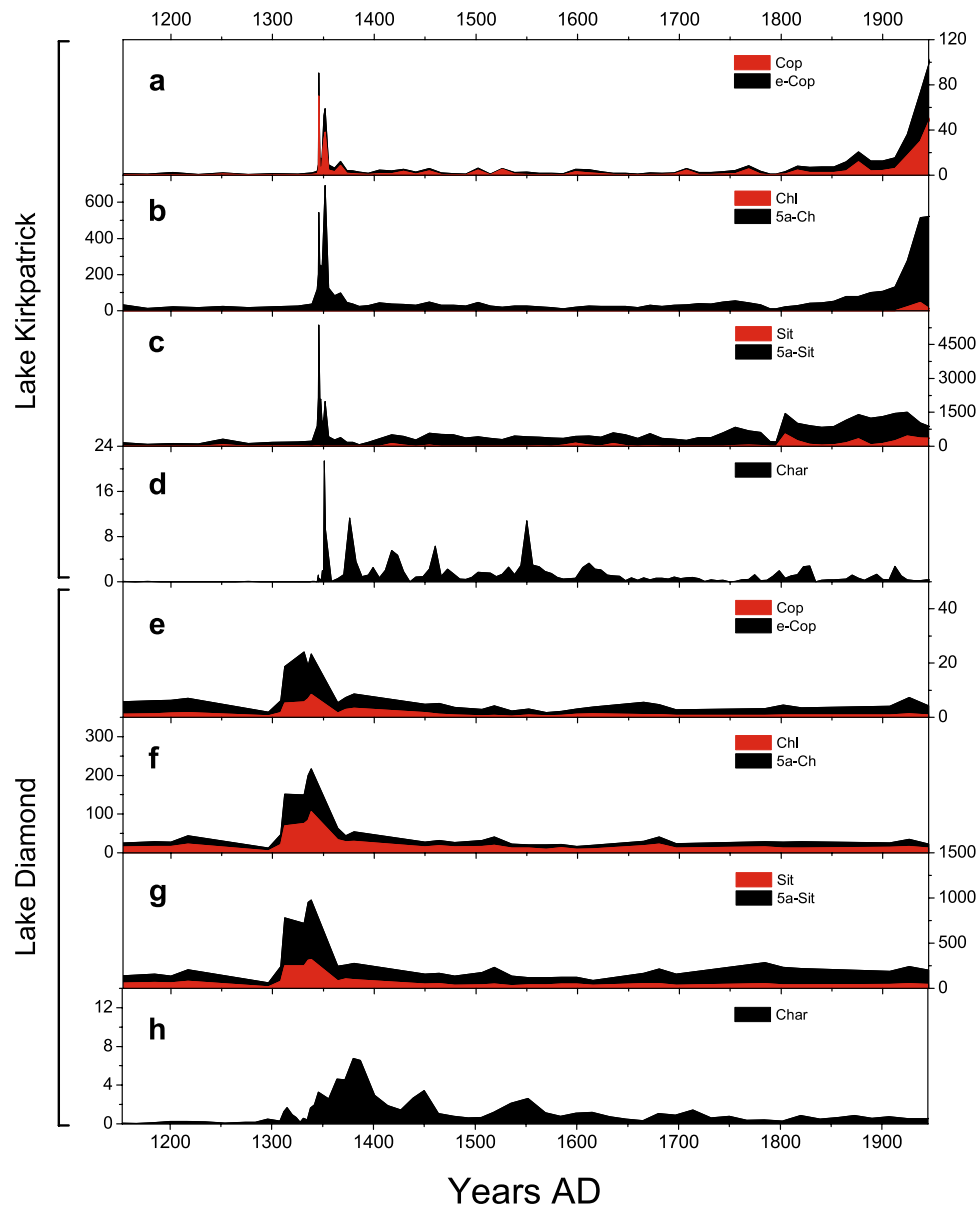 1200 1300 1400 1500 1600 1700 1800 1900
Lake Kirkpatrick
a
Cop
e-Cop
120
80
40
0
b
Chl
5a-Ch
600
400
200
0
c
Sit
5a-Sit
4500
3000
1500
0
d
Char
24
16
8
0
Lake Diamond
e
Cop
e-Cop
40
20
0
f
Chl
5a-Ch
300
200
100
0
g
Sit
5a-Sit
1500
1000
500
0
h
Char
12
8
4
0
1200 1300 1400 1500 1600 1700 1800 1900
Years AD